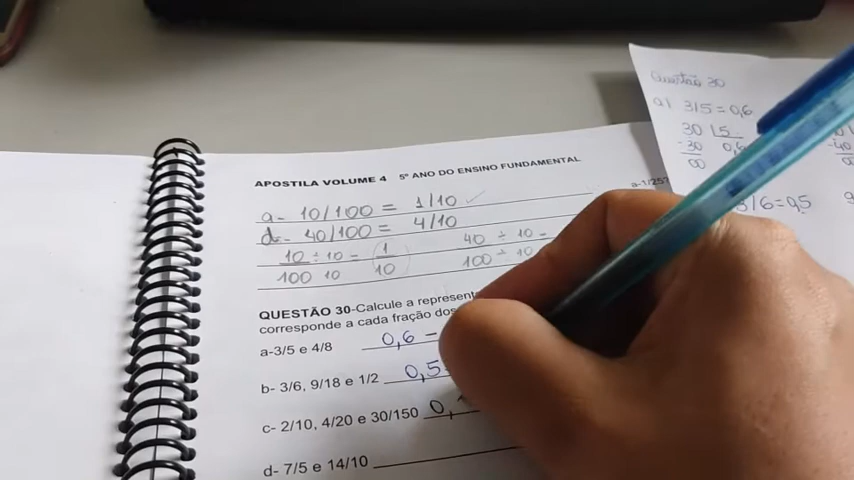 APOSTILA VOLUME 4 5º ANO DO ENSINO FUNDAMENTAL
a- 10/100 = 1/10
d- 40/100 = 4/10
10 ÷ 10 = 1
40 ÷ 10 =
100 10 10
100 ÷ 10
QUESTÃO 30-Calcule a
corresponde a cada fração
a-3/5 e 4/8 0,6 -
b- 3/6, 9/18 e 1/2 0,5
c- 2/10, 4/20 e 30/150 0,
d- 7/5 e 14/10
Questão 30
a) 3/5 = 0,6
30 5
-30
00
3/6 = 0,5